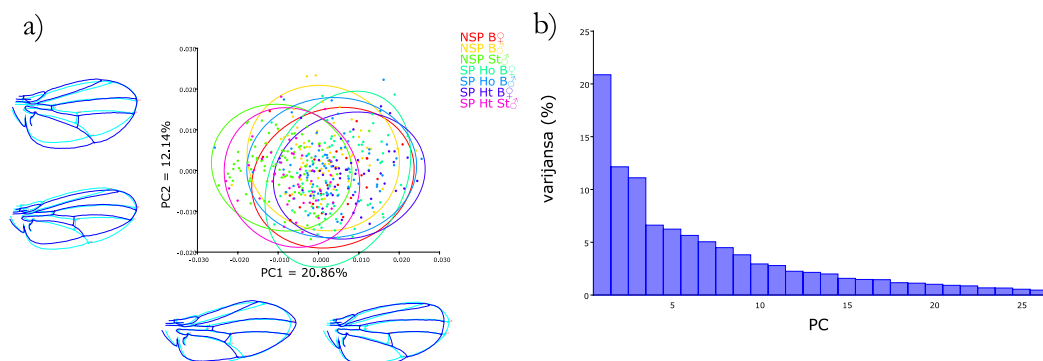 a)
NSP B♀
NSP B♂
NSP St♂
SP Ho B♀
SP Ho B♂
SP Ht B♀
SP Ht St♂
0.030
0.020
0.010
0.000
-0.010
-0.020
-0.030
-0.020
-0.010
0.000
0.010
0.020
0.030
PC2 = 12.14%
PC1 = 20.86%
b)
25
20
15
10
5
0
5
10
15
20
25
varijansa (%)
PC